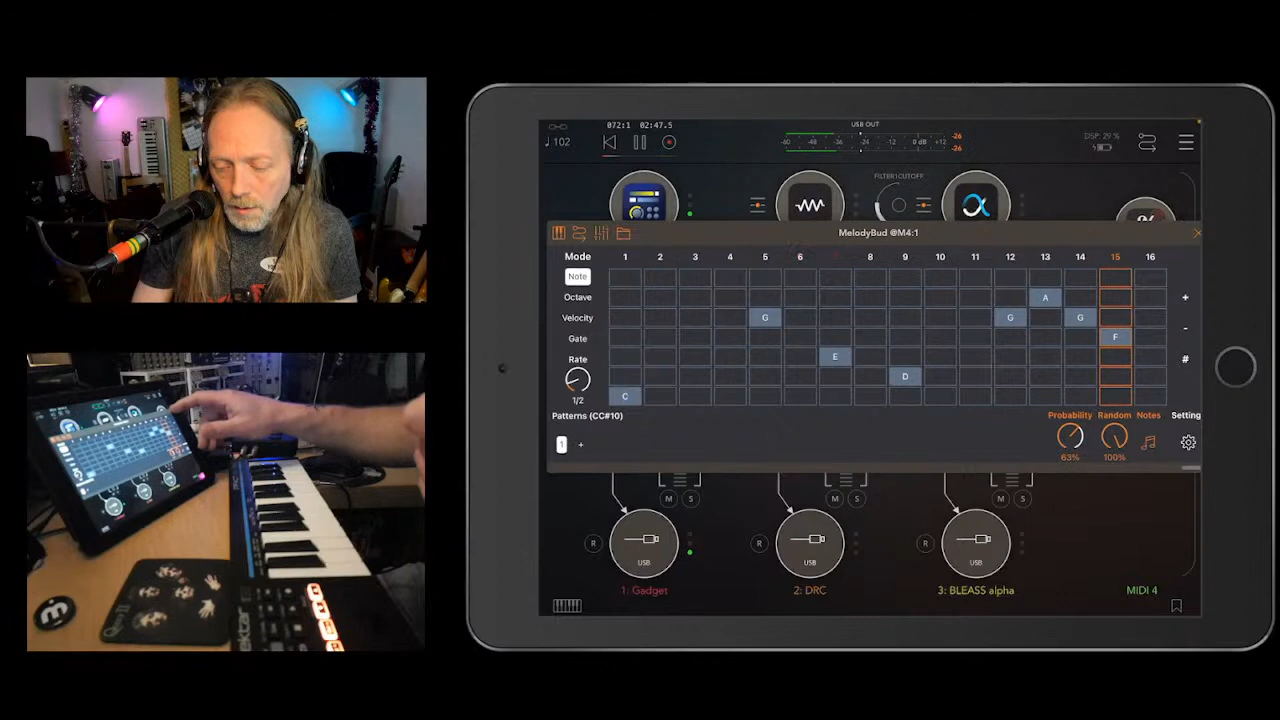 072:1 02:47.5
USB OUT
102
-60 -48 -36 -24 -12 0 dB +12
-26
-26
DSP: 29 %
FILTER1CUTOFF
MelodyBud @M4:1
Mode 1 2 3 4 5 6 8 9 10 11 12 13 14 15 16
Note
Octave A +
Velocity G G G -
Gate F
Rate E #
D
1/2 C
Patterns (CC#10) Probability Random Notes Setting
1 +
63% 100%
M S M S M S
R R R
USB USB USB
1: Gadget 2: DRC 3: BLEASS alpha MIDI 4
ektar